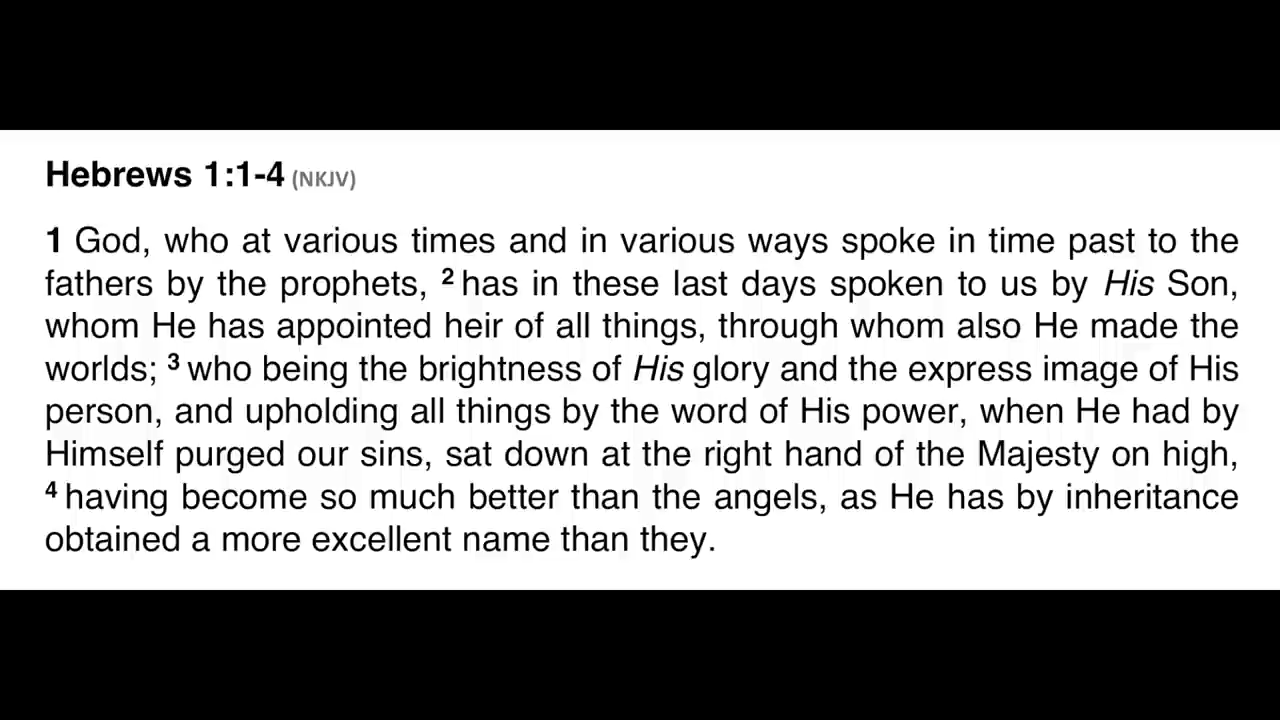 Hebrews 1:1-4 (NKJV)
1 God, who at various times and in various ways spoke in time past to the
fathers by the prophets, 2 has in these last days spoken to us by His Son,
whom He has appointed heir of all things, through whom also He made the
worlds; 3 who being the brightness of His glory and the express image of His
person, and upholding all things by the word of His power, when He had by
Himself purged our sins, sat down at the right hand of the Majesty on high,
4 having become so much better than the angels, as He has by inheritance
obtained a more excellent name than they.